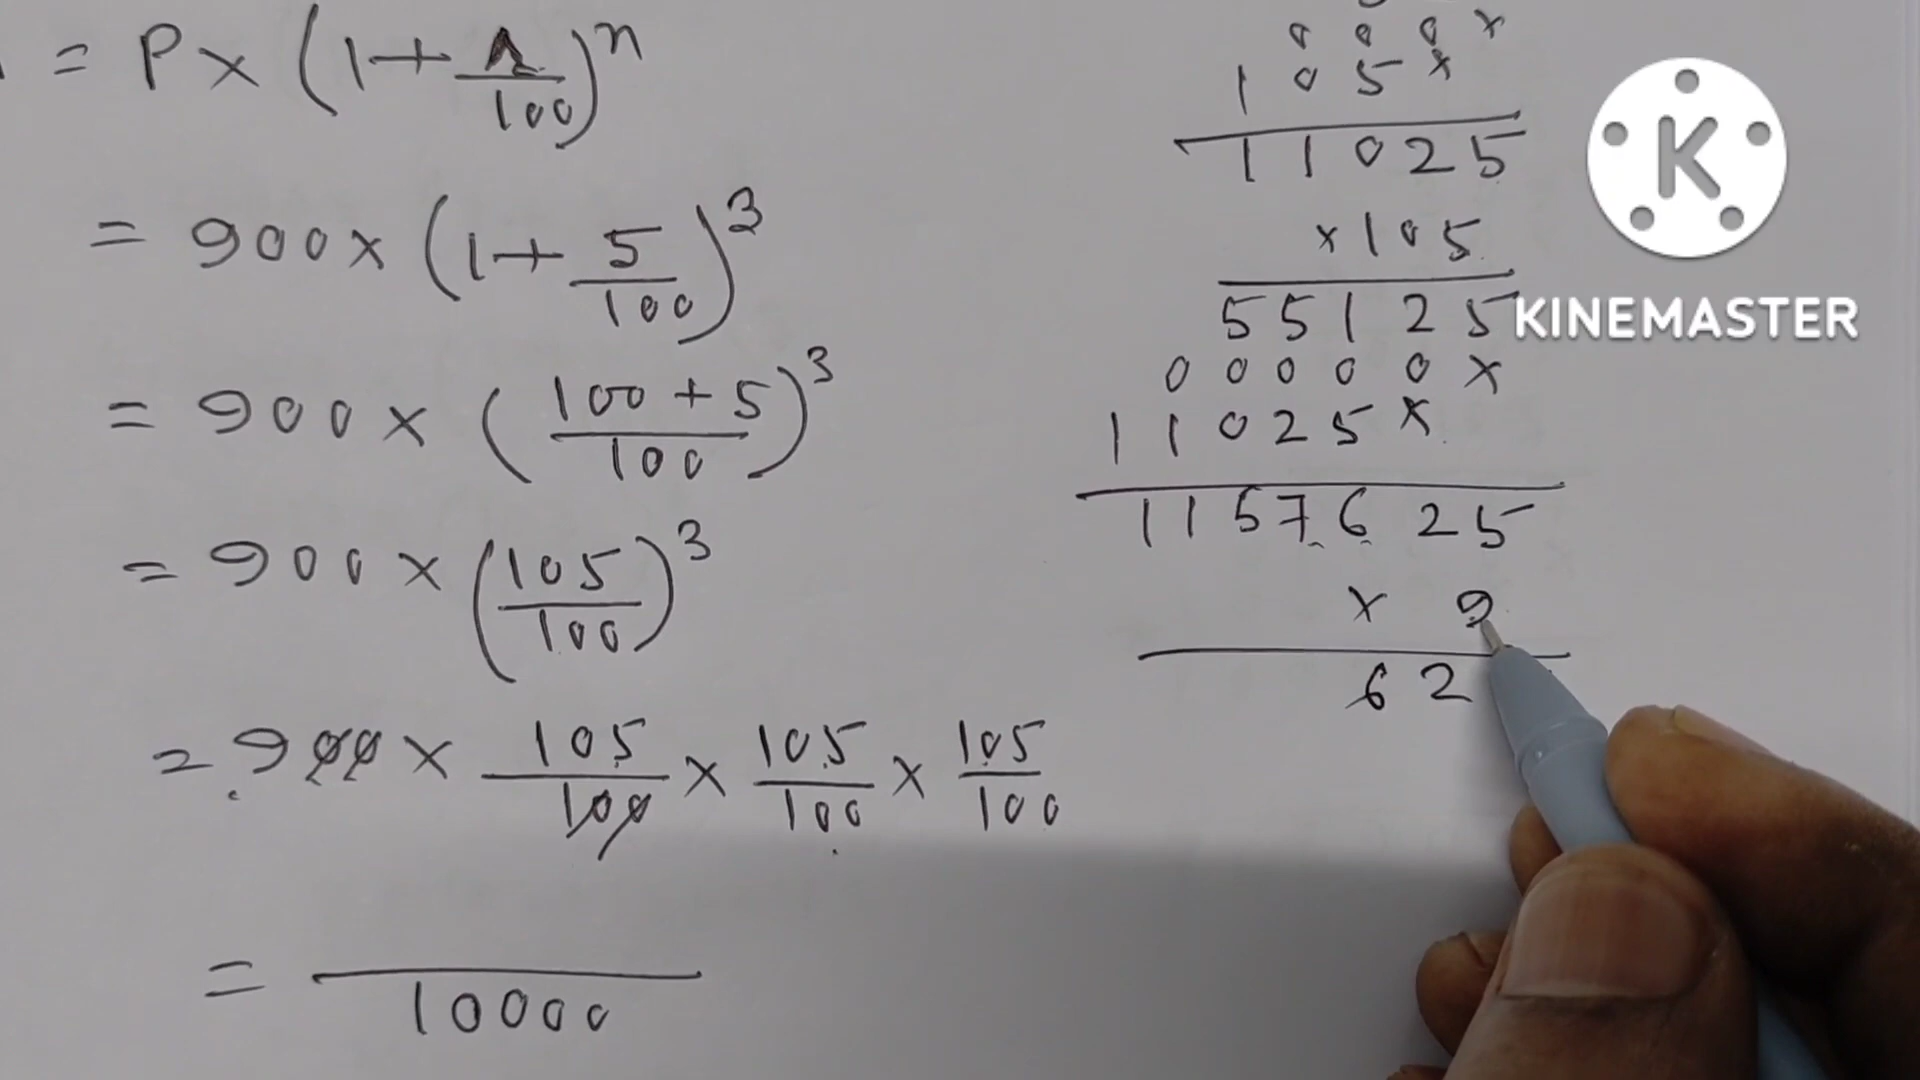 = P × (1 + r/100)^n
= 900 × (1 + 5/100)^3
= 900 × (100 + 5/100)^3
= 900 × (105/100)^3
= 900 × 105/100 × 105/100 × 105/100
= /10000
0 0 0 ×
1 0 5 ×
1 1 0 2 5
× 1 0 5
5 5 1 2 5
0 0 0 0 0 ×
1 1 0 2 5 ×
1 1 5 7 6 2 5
× 9
6 2
K
KINEMASTER